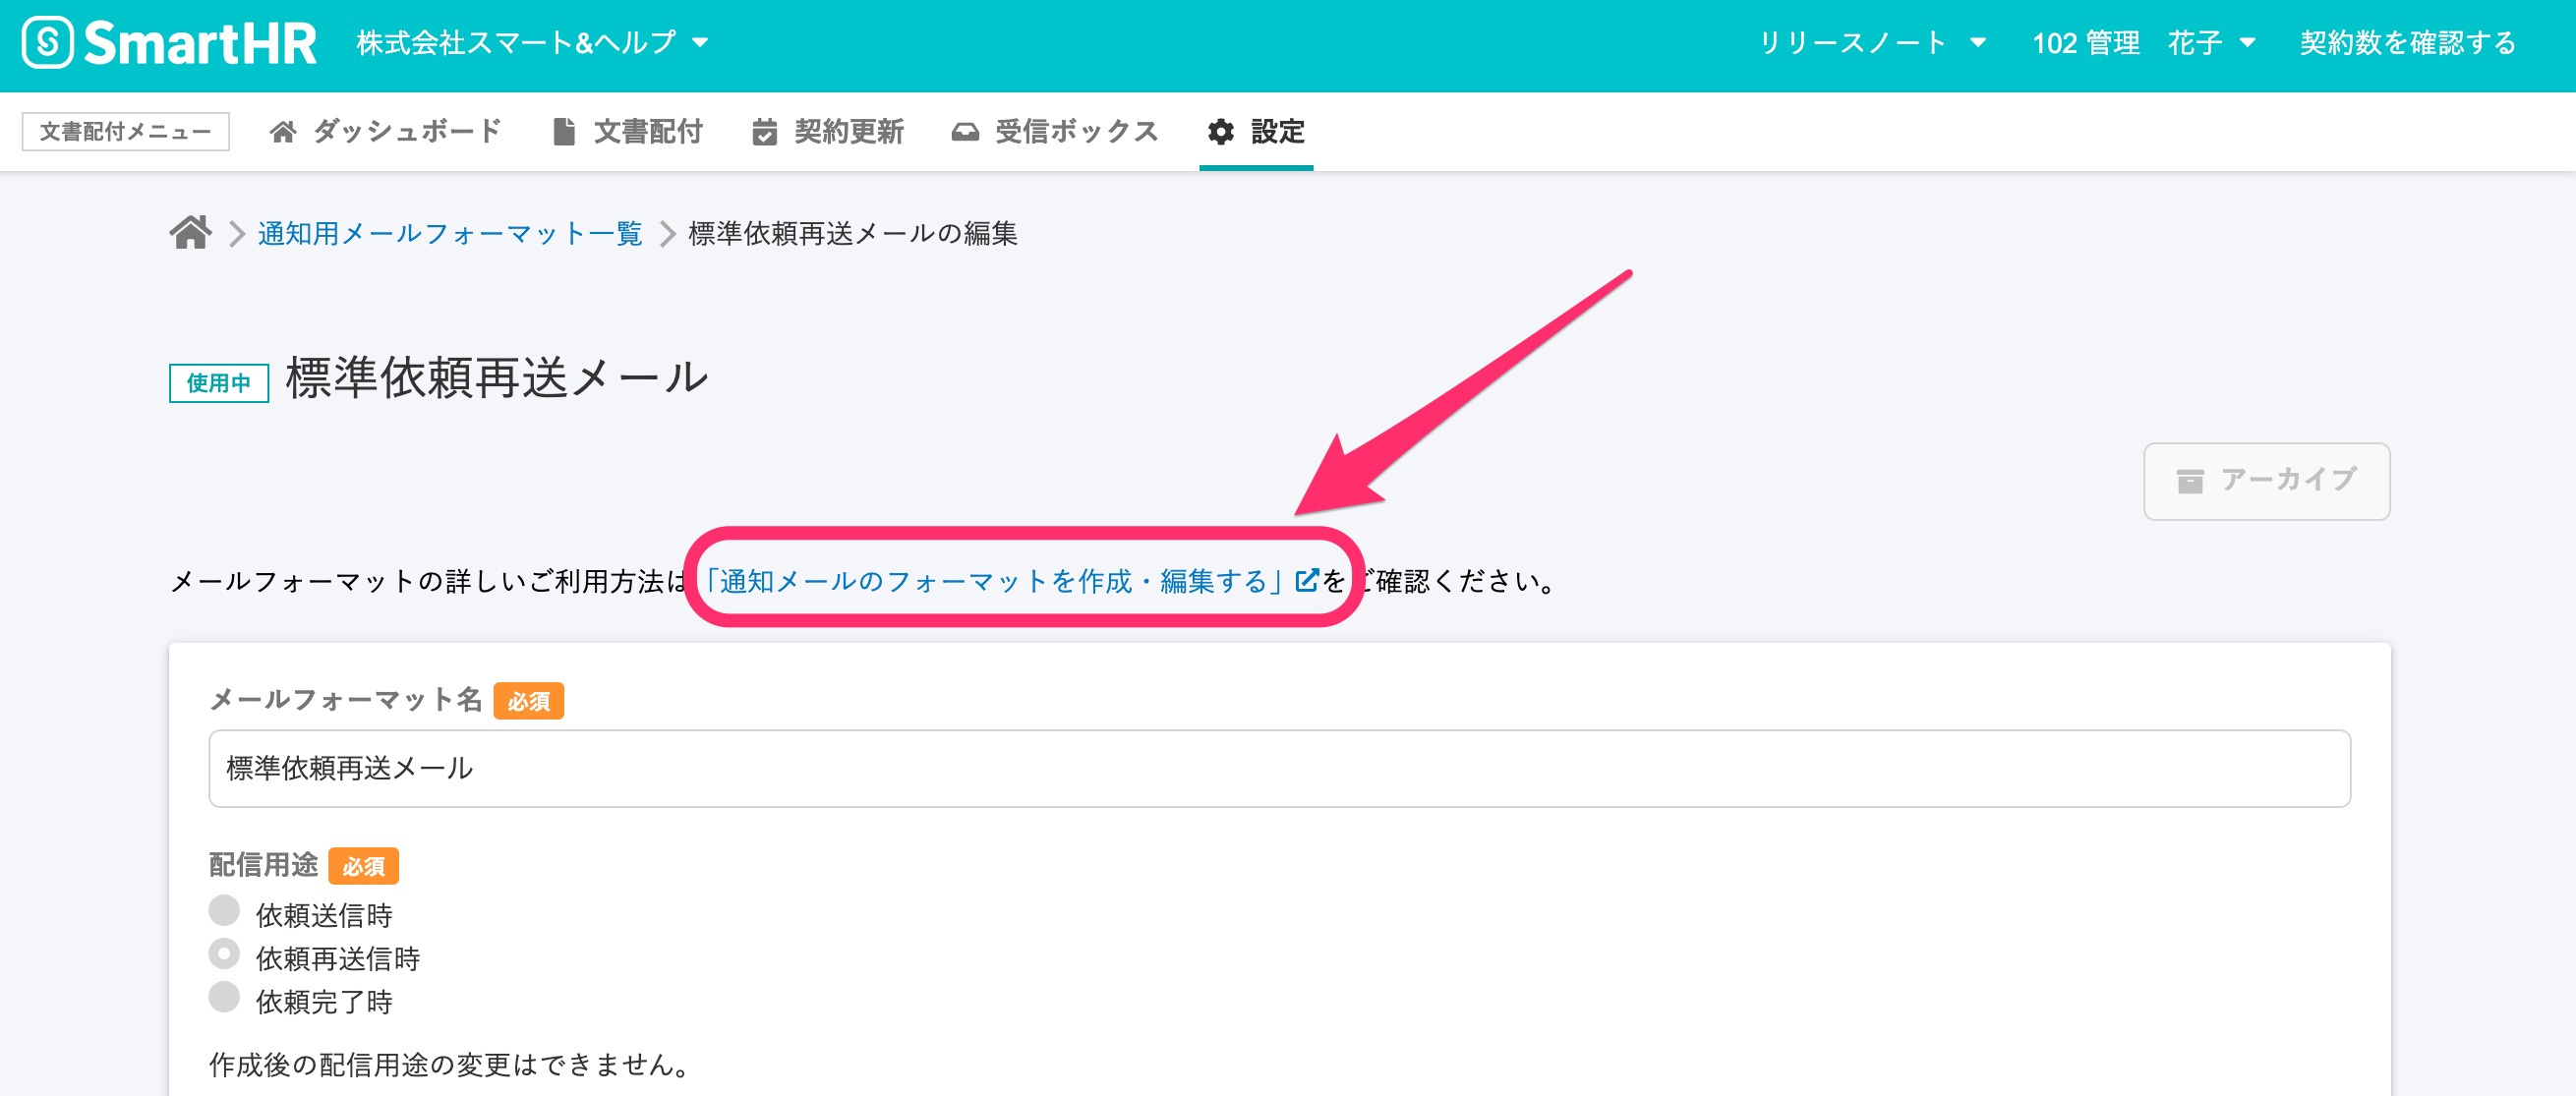 SmartHR 株式会社スマート&ヘルプ リリースノート 102 管理 花子 契約数を確認する
文書配付メニュー ダッシュボード 文書配付 契約更新 受信ボックス 設定
通知用メールフォーマット一覧 標準依頼再送メールの編集
使用中 標準依頼再送メール
アーカイブ
メールフォーマットの詳しいご利用方法は「通知メールのフォーマットを作成・編集する」をご確認ください。
メールフォーマット名 必須
標準依頼再送メール
配信用途 必須
依頼送信時
依頼再送信時
依頼完了時
作成後の配信用途の変更はできません。